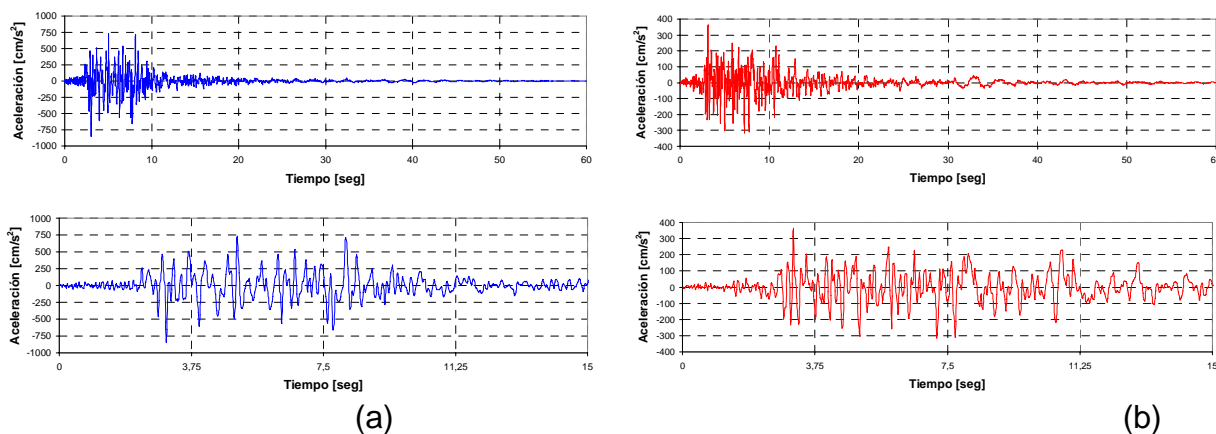 Aceleración [cm/s²]
1000
750
500
250
0
-250
-500
-750
-1000
0 10 20 30 40 50 60
Tiempo [seg]
Aceleración [cm/s²]
400
300
200
100
0
-100
-200
-300
-400
0 10 20 30 40 50 6
Tiempo [seg]
Aceleración [cm/s²]
1000
750
500
250
0
-250
-500
-750
-1000
0 3,75 7,5 11,25 15
Tiempo [seg]
Aceleración [cm/s²]
400
300
200
100
0
-100
-200
-300
-400
0 3,75 7,5 11,25 15
Tiempo [seg]
(a) (b)